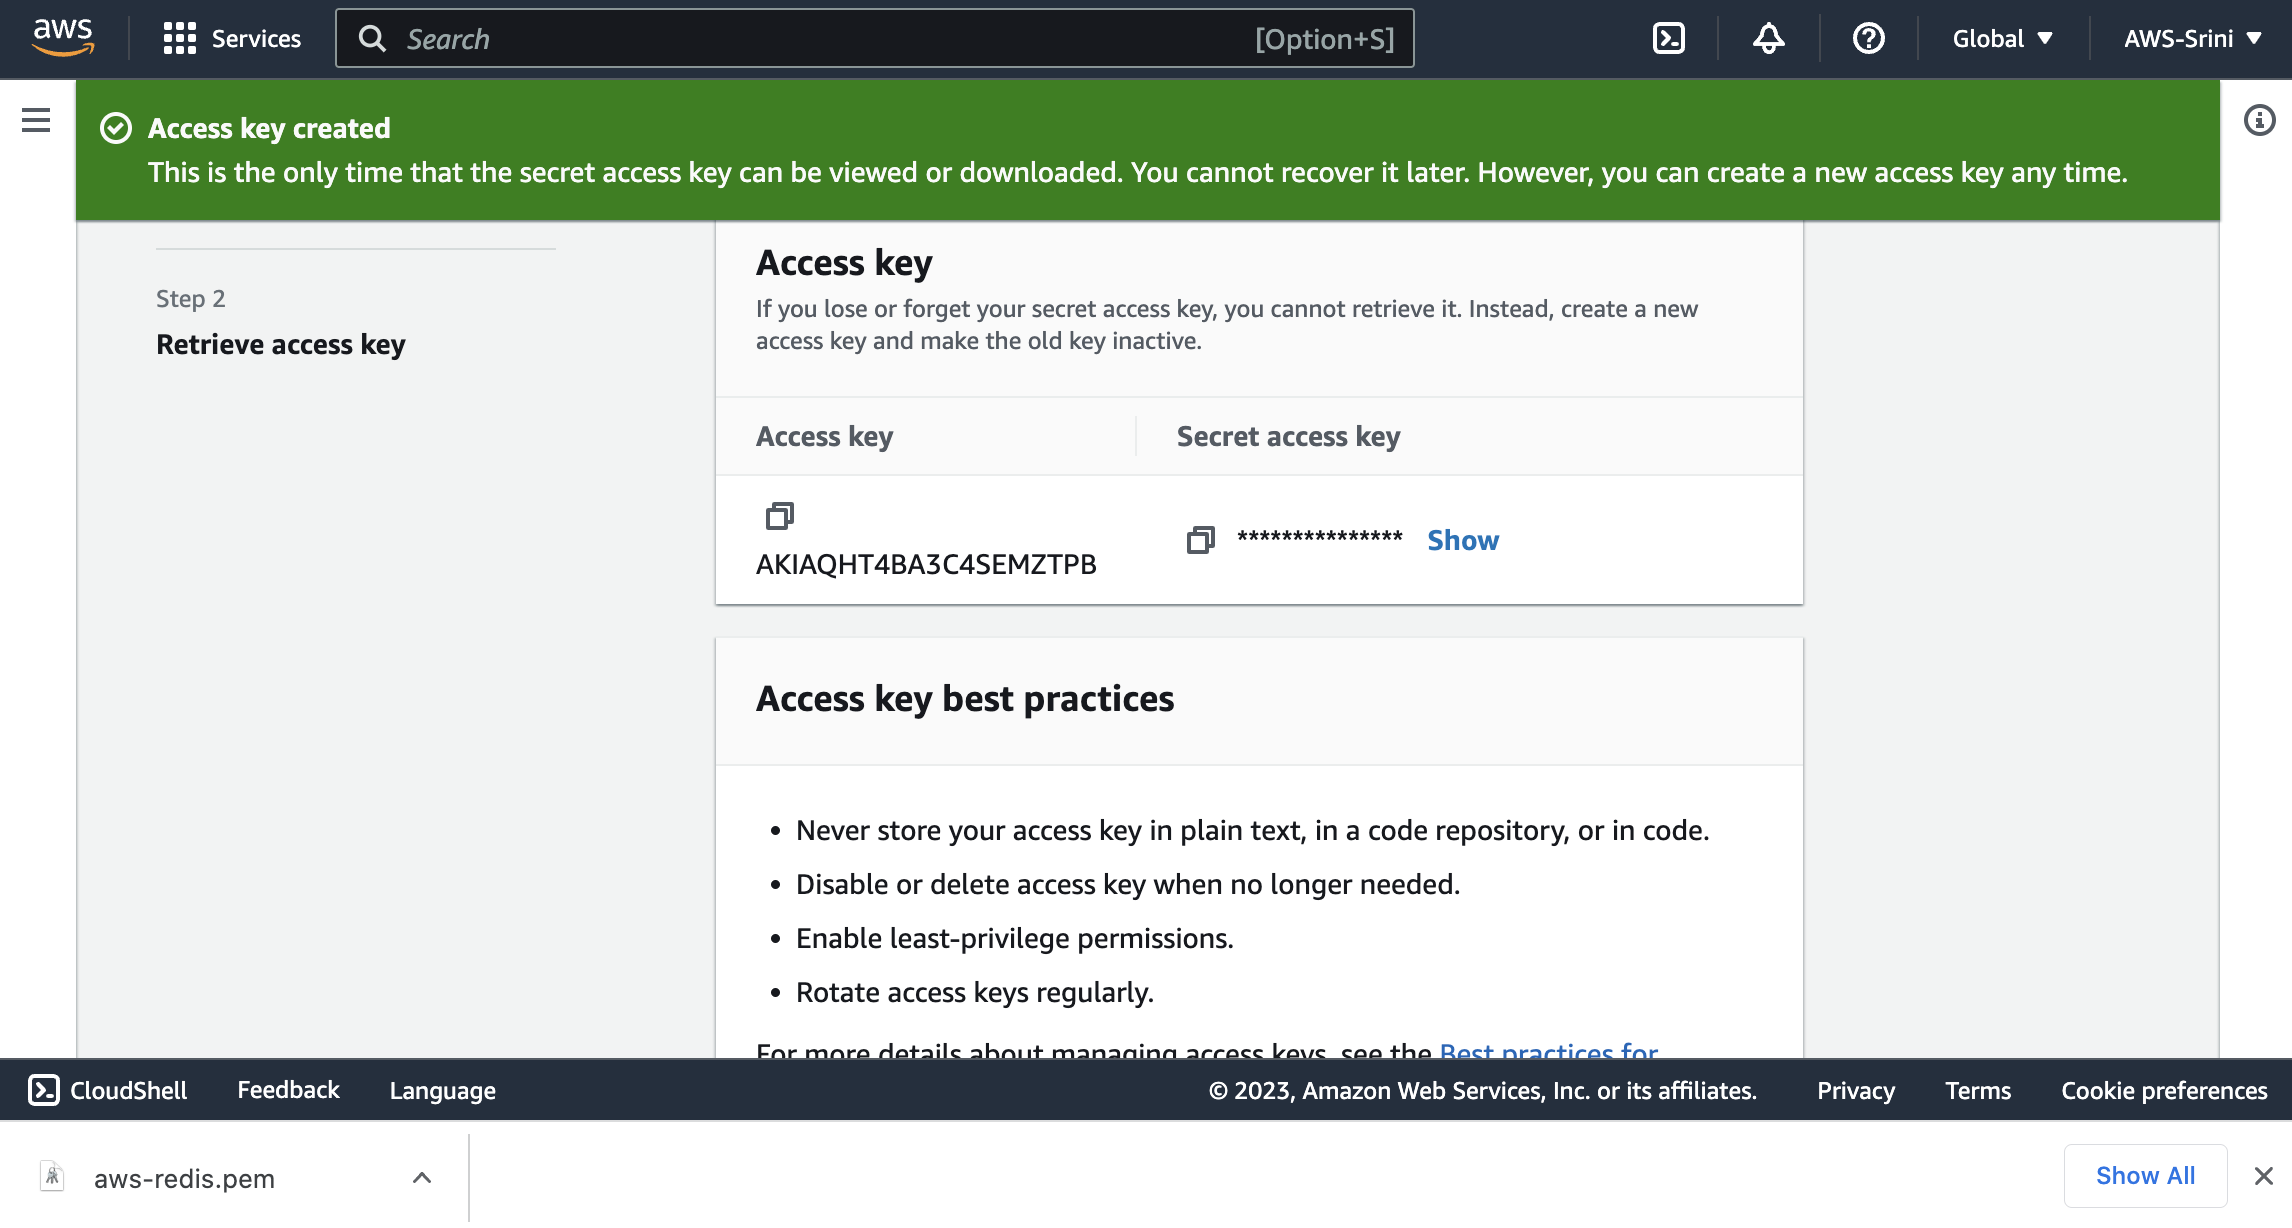 aws
Services
Search
[Option+S]
Global
AWS-Srini
Access key created
This is the only time that the secret access key can be viewed or downloaded. You cannot recover it later. However, you can create a new access key any time.
Step 2
Retrieve access key
Access key
If you lose or forget your secret access key, you cannot retrieve it. Instead, create a new
access key and make the old key inactive.
Access key
Secret access key
AKIAQHT4BA3C4SEMZTPB
*************** Show
Access key best practices
• Never store your access key in plain text, in a code repository, or in code.
• Disable or delete access key when no longer needed.
• Enable least-privilege permissions.
• Rotate access keys regularly.
For more details about managing access keys, see the Best practices for
CloudShell
Feedback
Language
© 2023, Amazon Web Services, Inc. or its affiliates.
Privacy
Terms
Cookie preferences
aws-redis.pem
Show All